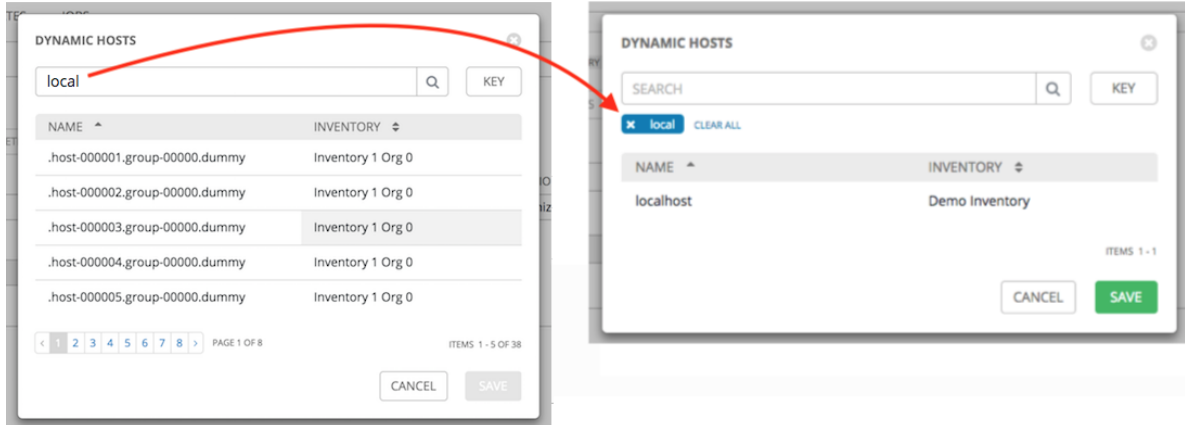 DYNAMIC HOSTS
local
KEY
NAME INVENTORY
.host-000001.group-00000.dummy Inventory 1 Org 0
.host-000002.group-00000.dummy Inventory 1 Org 0
.host-000003.group-00000.dummy Inventory 1 Org 0
.host-000004.group-00000.dummy Inventory 1 Org 0
.host-000005.group-00000.dummy Inventory 1 Org 0
< 1 2 3 4 5 6 7 8 > PAGE 1 OF 8 ITEMS 1 - 5 OF 38
CANCEL SAVE
DYNAMIC HOSTS
SEARCH
KEY
× local CLEAR ALL
NAME INVENTORY
localhost Demo Inventory
ITEMS 1 - 1
CANCEL SAVE